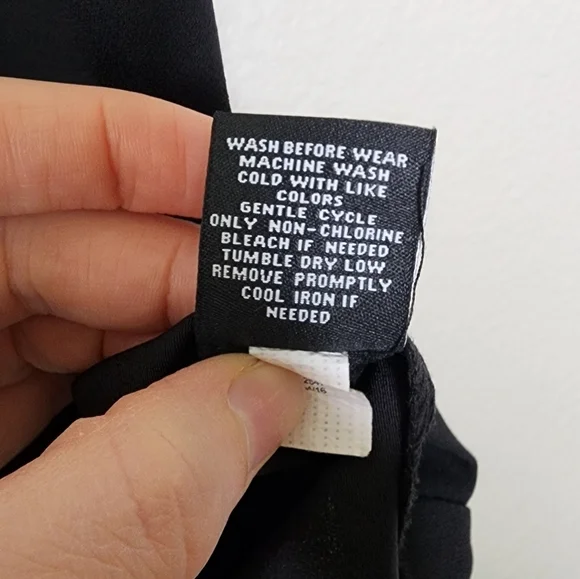 WASH BEFORE WEAR
MACHINE WASH
COLD WITH LIKE
COLORS
GENTLE CYCLE
ONLY NON-CHLORINE
BLEACH IF NEEDED
TUMBLE DRY LOW
REMOVE PROMPTLY
COOL IRON IF
NEEDED